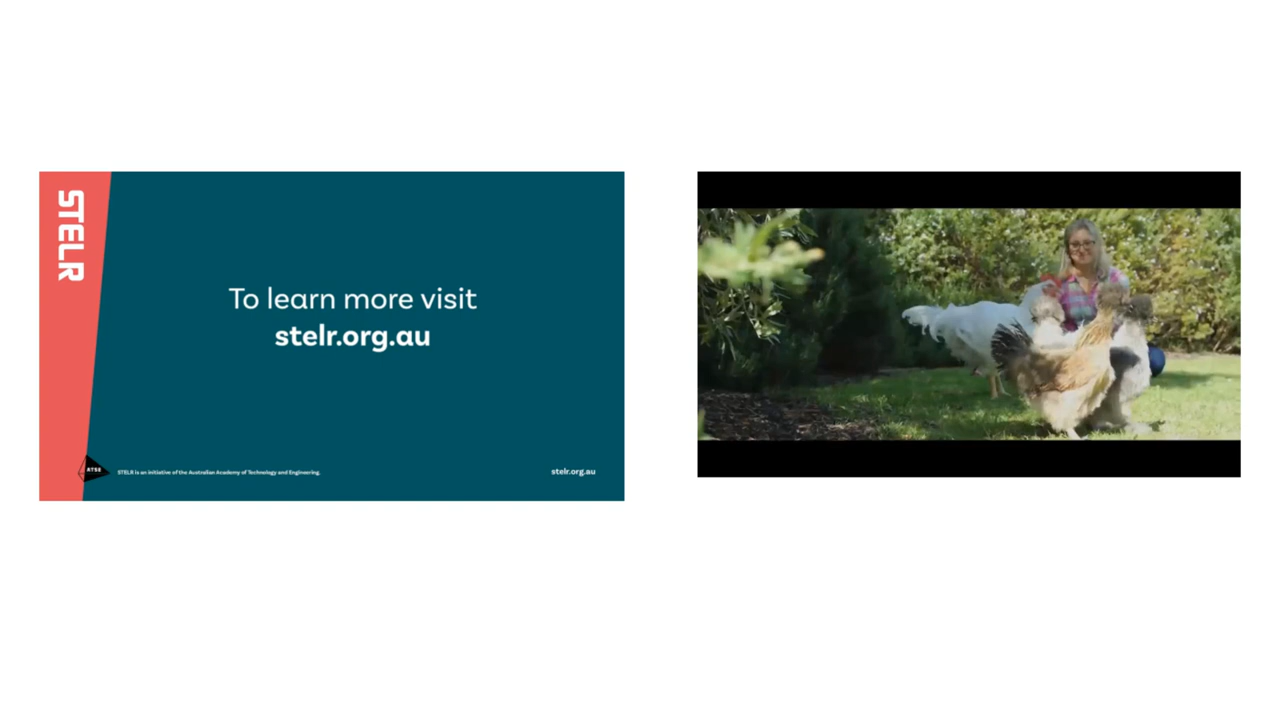 STELR
To learn more visit
stelr.org.au
ATSE
STELR is an initiative of the Australian Academy of Technology and Engineering.
stelr.org.au